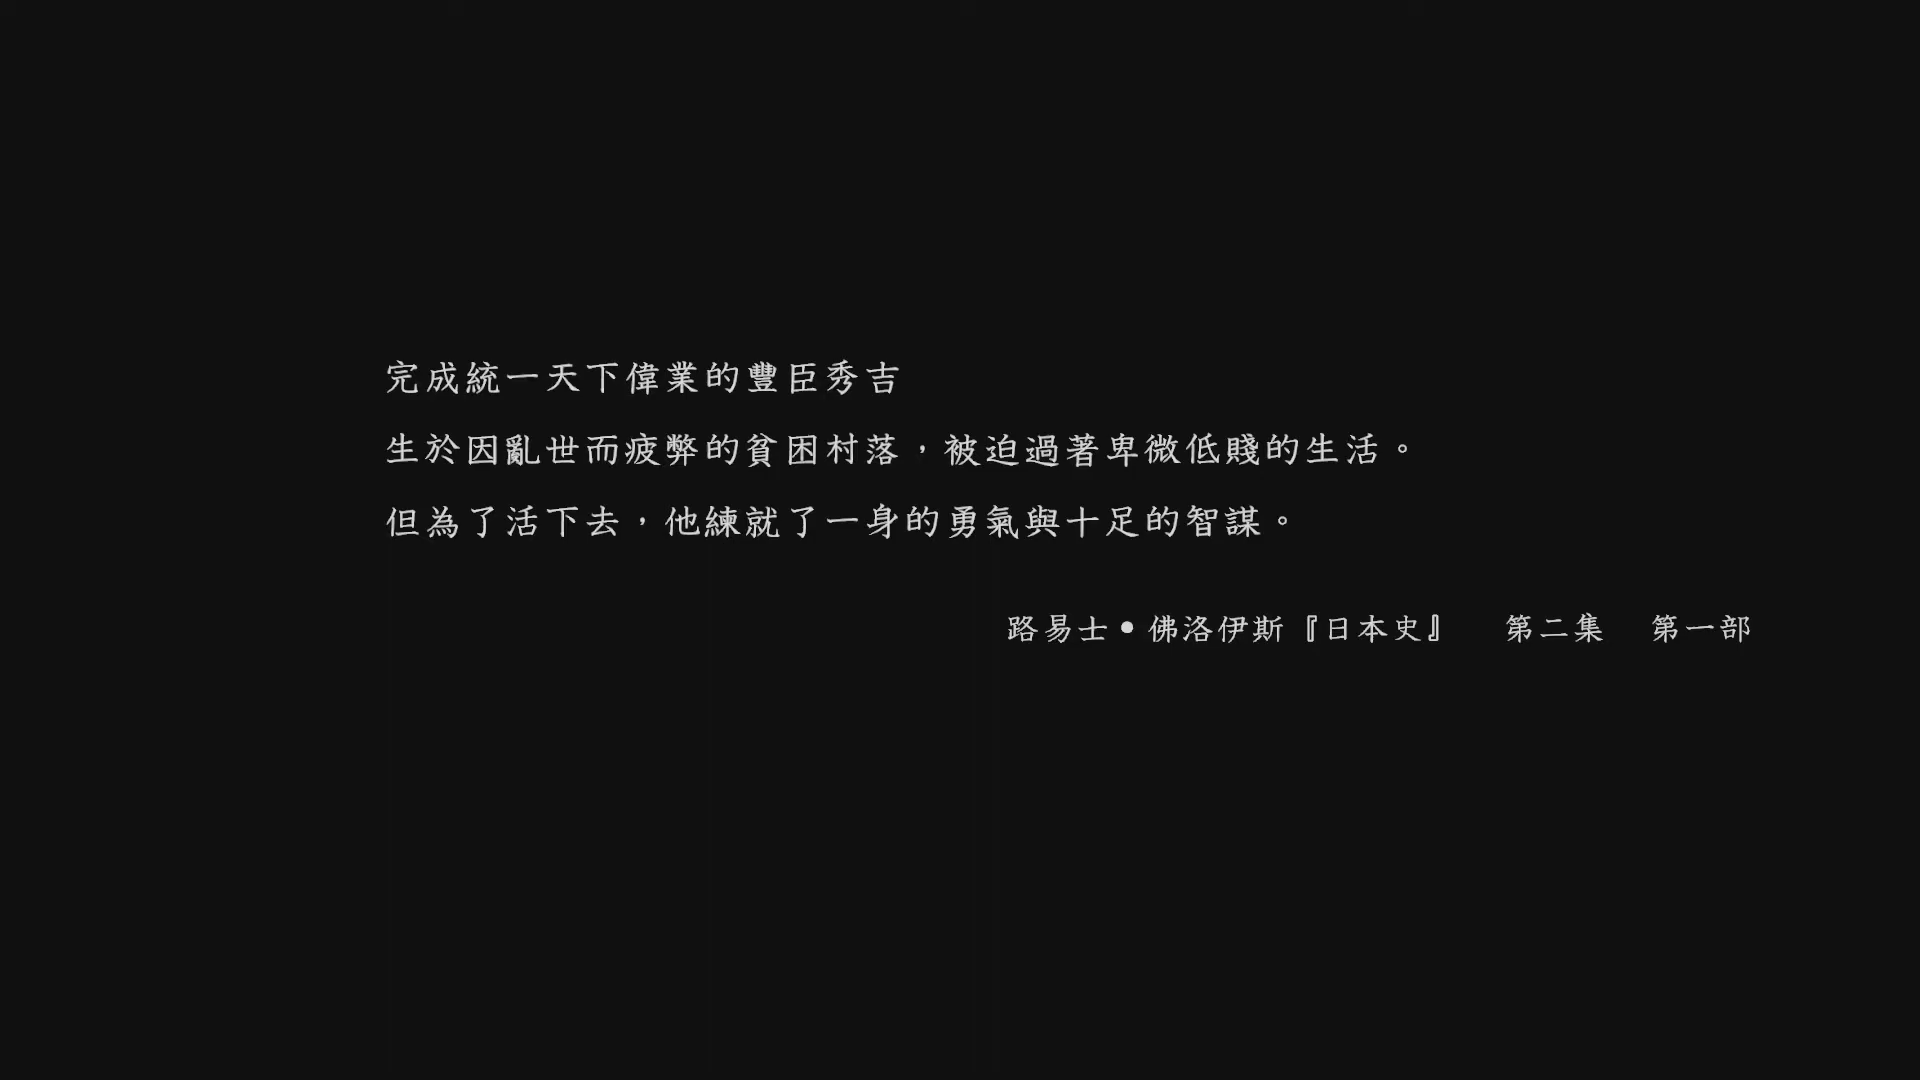 完成統一天下偉業的豐臣秀吉
生於因亂世而疲弊的貧困村落，被迫過著卑微低賤的生活。
但為了活下去，他練就了一身的勇氣與十足的智謀。
路易士•佛洛伊斯『日本史』　第二集　第一部